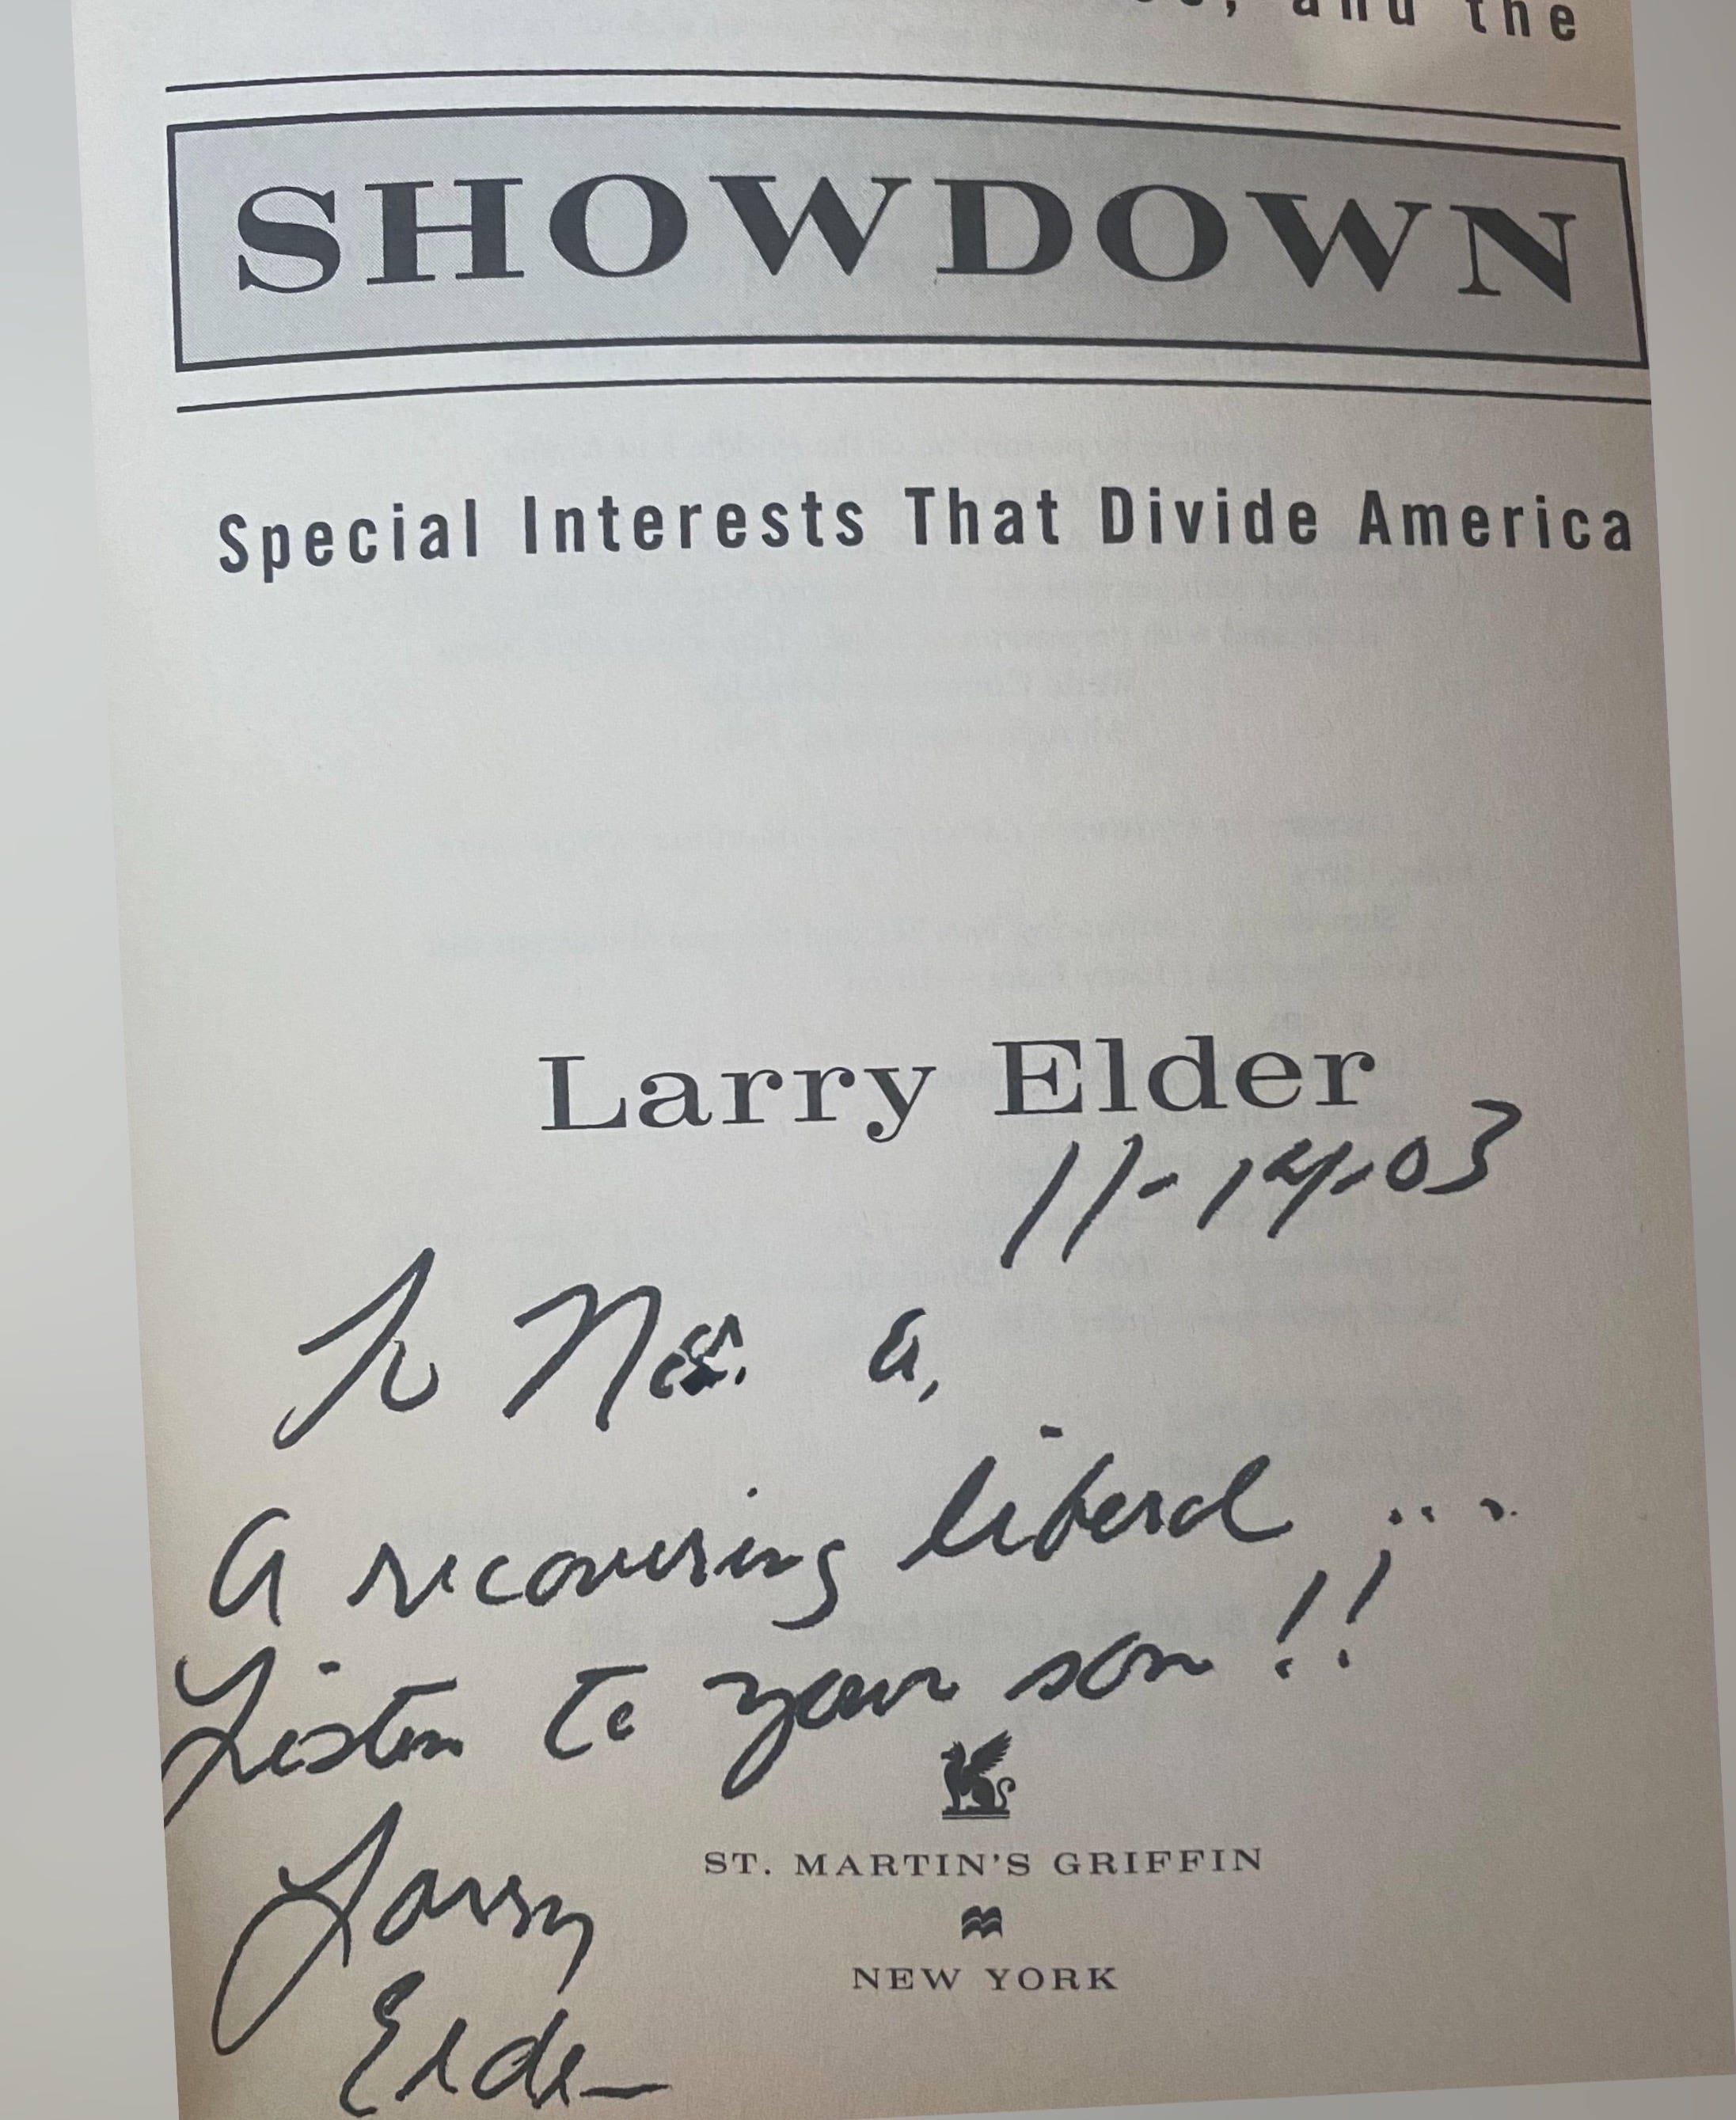 and the
SHOWDOWN
Special Interests That Divide America
Larry Elder
11-14-03
To a,
a recovering liberal ...
Listen to your son!!
Larry
Elder
ST. MARTIN'S GRIFFIN
NEW YORK